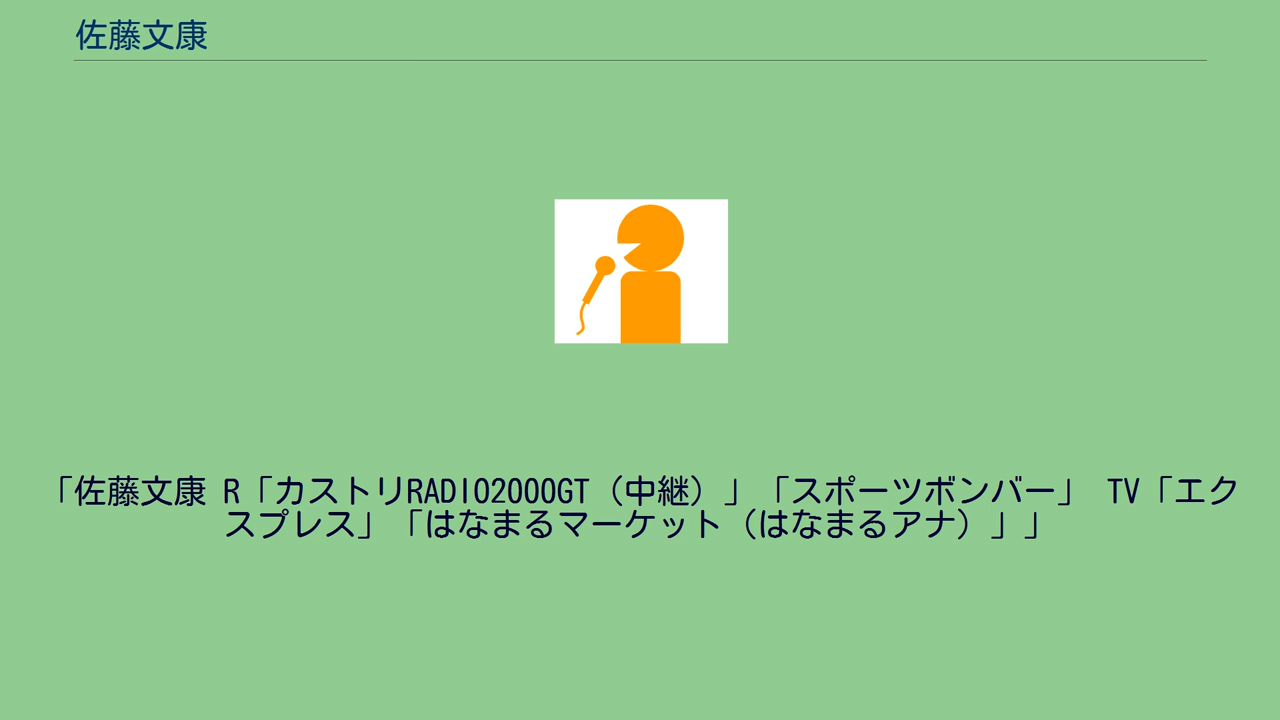 佐藤文康
「佐藤文康 R「カストリRADIO2000GT（中継）」「スポーツボンバー」 TV「エク
スプレス」「はなまるマーケット（はなまるアナ）」」